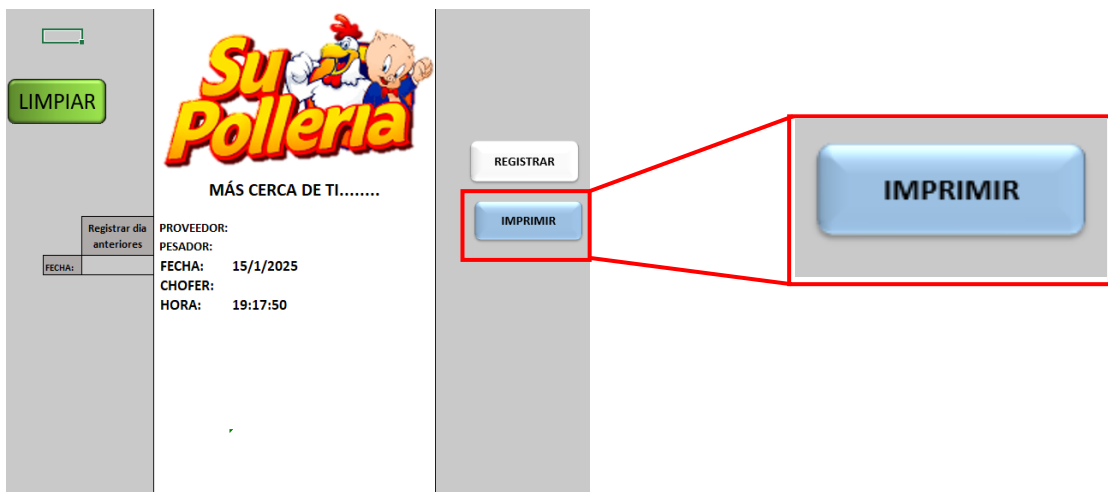 LIMPIAR
Su
Polleria
MÁS CERCA DE TI........
REGISTRAR
IMPRIMIR
IMPRIMIR
Registrar dia
anteriores
FECHA:
PROVEEDOR:
PESADOR:
FECHA: 15/1/2025
CHOFER:
HORA: 19:17:50